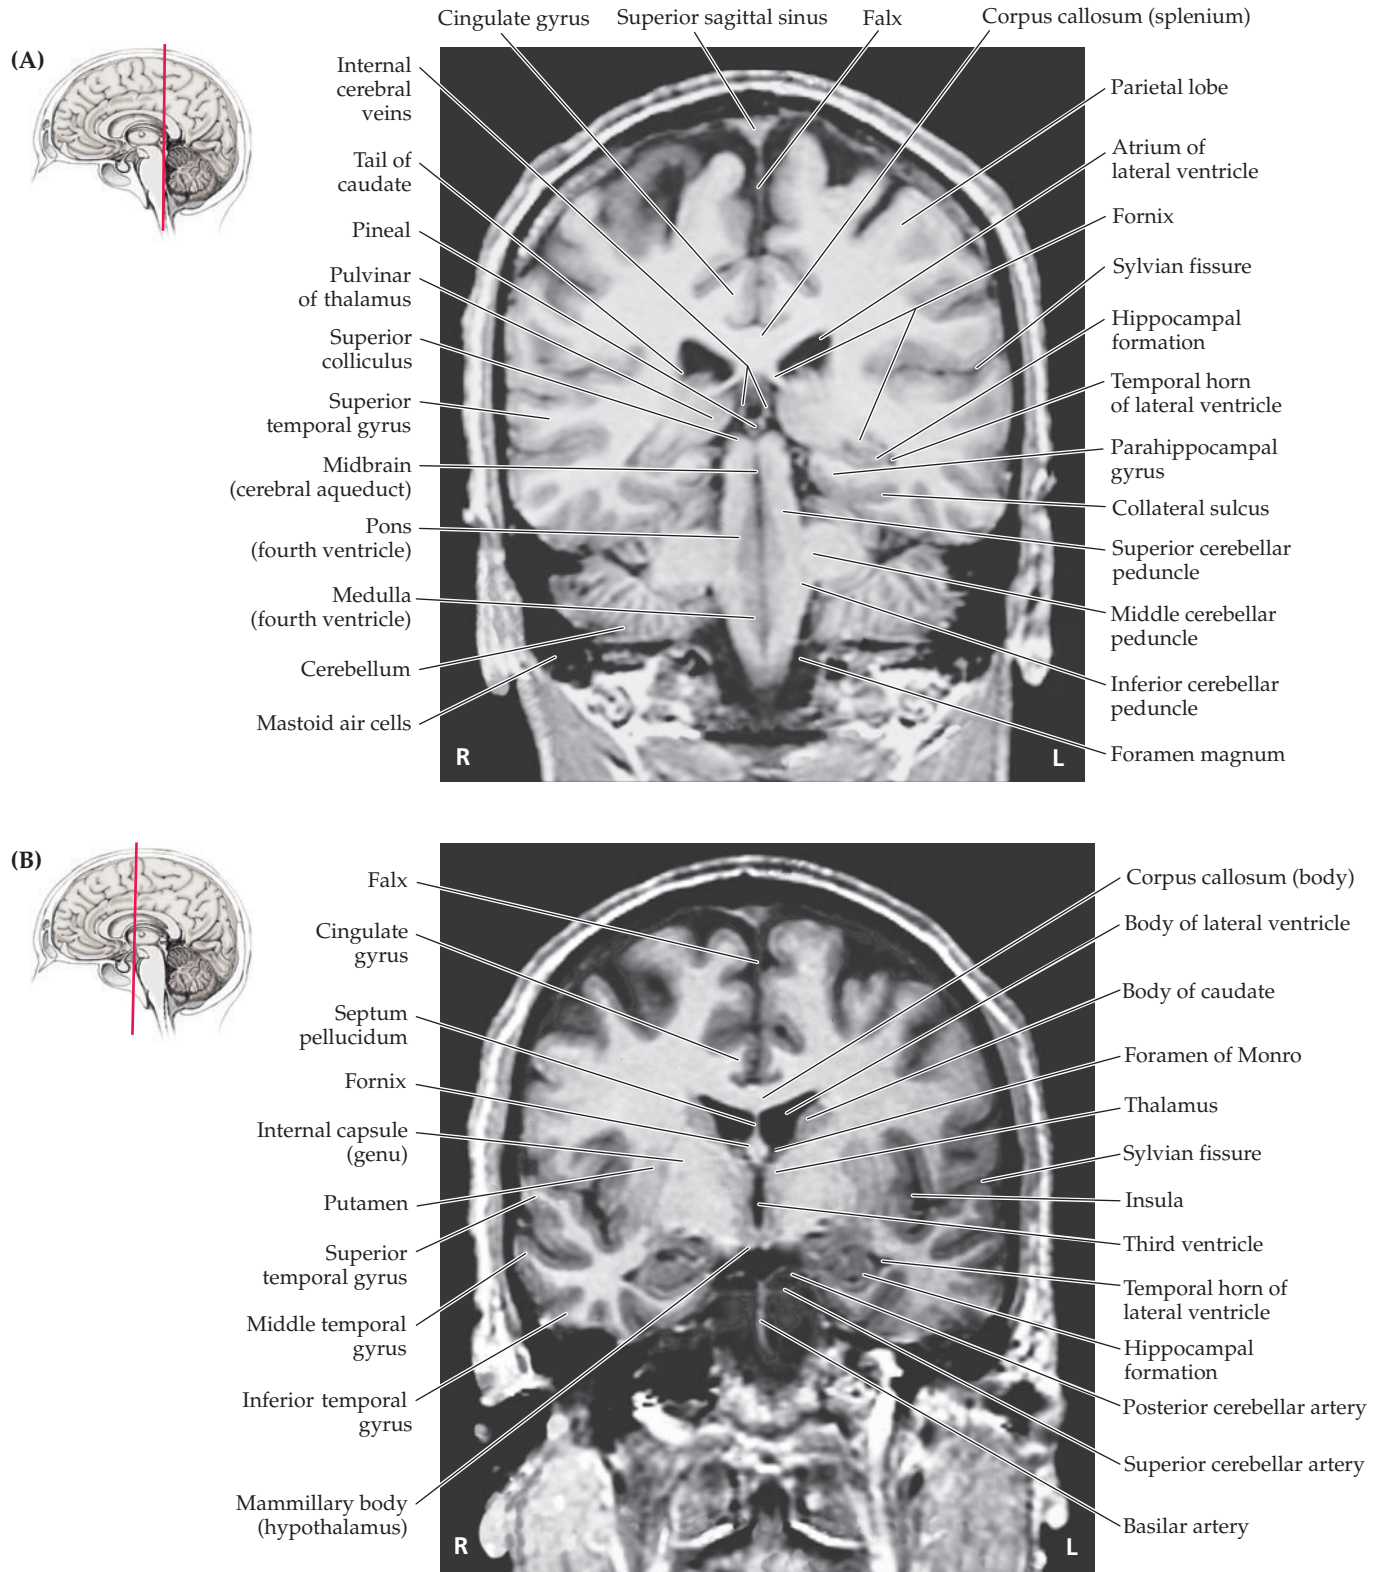 Cingulate gyrus
Superior sagittal sinus
Falx
Corpus callosum (splenium)
(A)
Internal
cerebral
veins
Tail of
caudate
Pineal
Pulvinar
of thalamus
Superior
colliculus
Superior
temporal gyrus
Midbrain
(cerebral aqueduct)
Pons
(fourth ventricle)
Medulla
(fourth ventricle)
Cerebellum
Mastoid air cells
Parietal lobe
Atrium of
lateral ventricle
Fornix
Sylvian fissure
Hippocampal
formation
Temporal horn
of lateral ventricle
Parahippocampal
gyrus
Collateral sulcus
Superior cerebellar
peduncle
Middle cerebellar
peduncle
Inferior cerebellar
peduncle
Foramen magnum
R
L
(B)
Falx
Cingulate
gyrus
Septum
pellucidum
Fornix
Internal capsule
(genu)
Putamen
Superior
temporal gyrus
Middle temporal
gyrus
Inferior temporal
gyrus
Mammillary body
(hypothalamus)
Corpus callosum (body)
Body of lateral ventricle
Body of caudate
Foramen of Monro
Thalamus
Sylvian fissure
Insula
Third ventricle
Temporal horn of
lateral ventricle
Hippocampal
formation
Posterior cerebellar artery
Superior cerebellar artery
Basilar artery
R
L